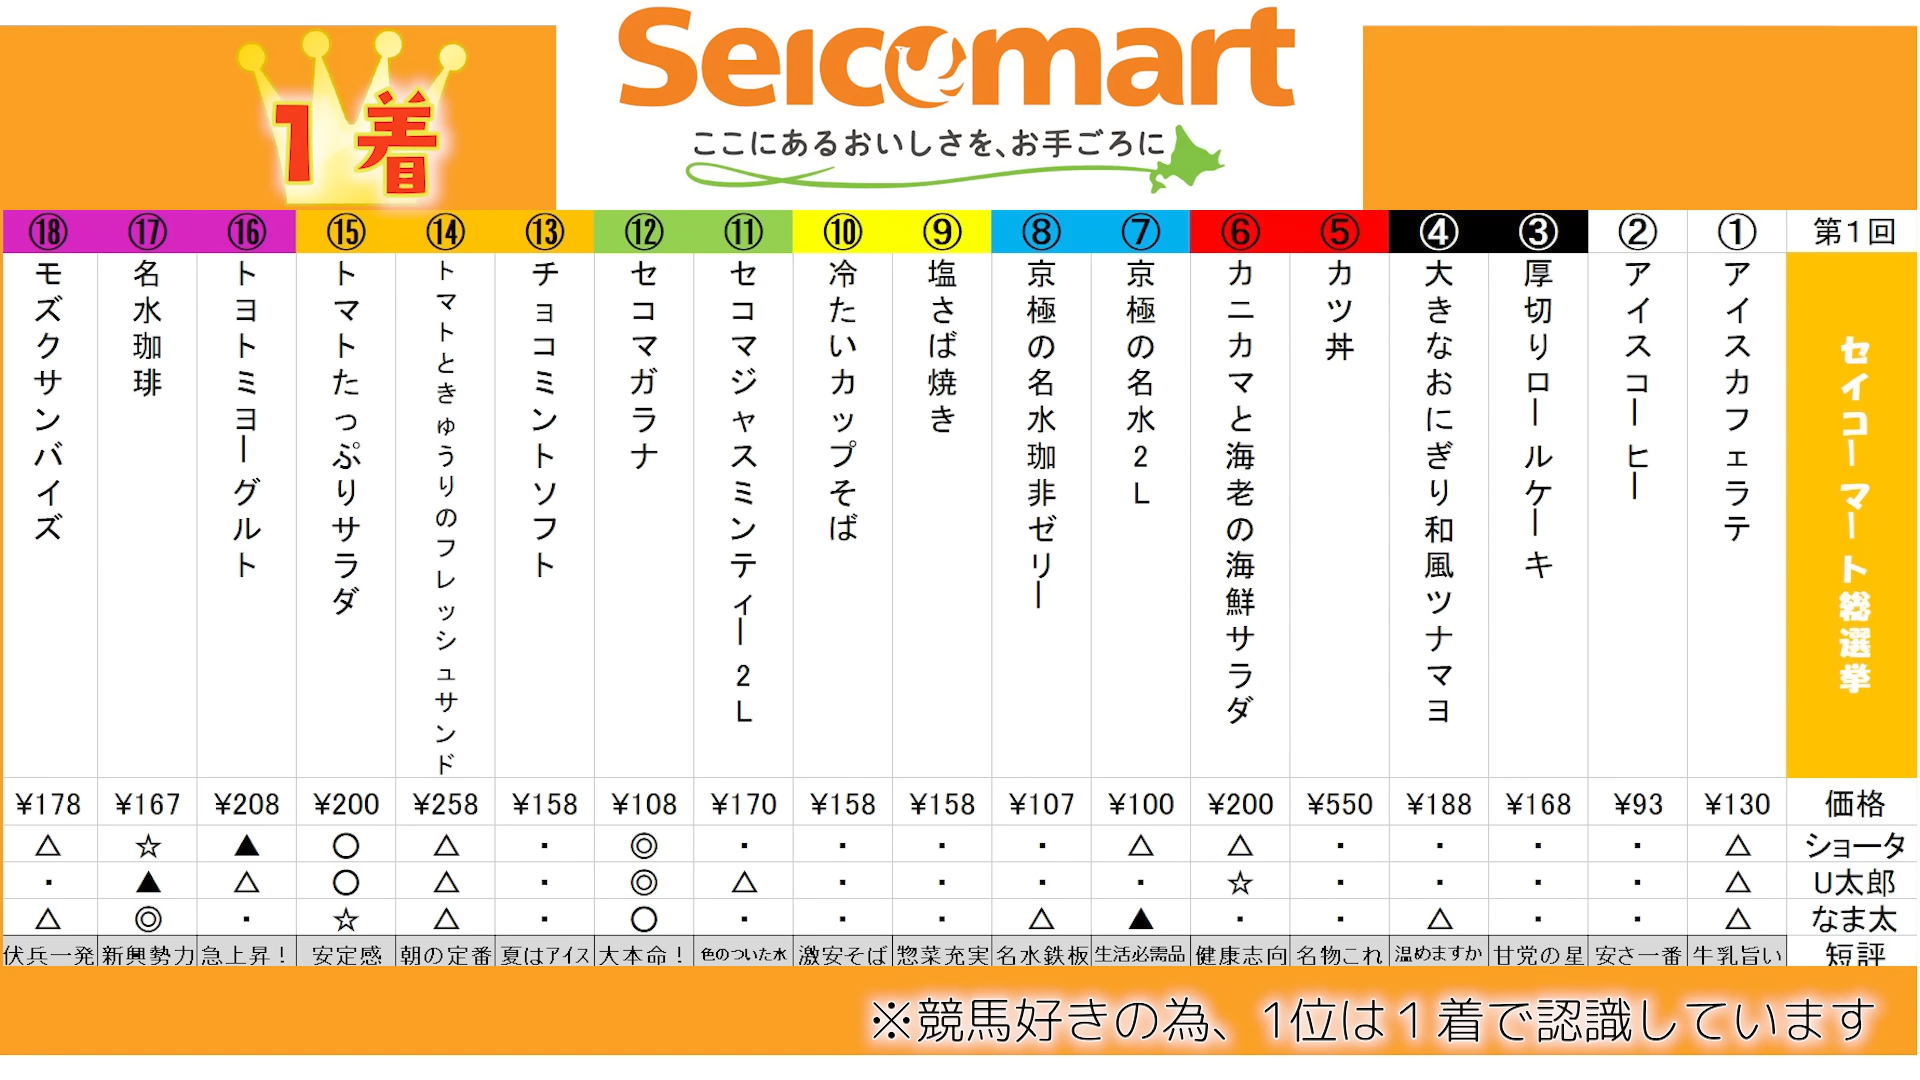 1着
Seicomart
ここにあるおいしさを、お手ごろに
⑱ ⑰ ⑯ ⑮ ⑭ ⑬ ⑫ ⑪ ⑩ ⑨ ⑧ ⑦ ⑥ ⑤ ④ ③ ② ① 第1回
セイコーマート総選挙
アイスカフェラテ
アイスコーヒー
厚切りロールケーキ
大きなおにぎり和風ツナマヨ
カツ丼
カニカマと海老の海鮮サラダ
京極の名水2L
京極の名水珈非ゼリー
塩さば焼き
冷たいカップそば
セコマジャスミンティー2L
セコマガラナ
チョコミントソフト
トマトときゅうりのフレッシュサンド
トマトたっぷりサラダ
トヨトミヨーグルト
名水珈琲
モズクサンバイズ
¥178 ¥167 ¥208 ¥200 ¥258 ¥158 ¥108 ¥170 ¥158 ¥158 ¥107 ¥100 ¥200 ¥550 ¥188 ¥168 ¥93 ¥130 価格
△ ☆ ▲ ○ △ ・ ◎ ・ ・ ・ ・ △ △ ・ ・ ・ ・ △ ショータ
・ ▲ △ ○ △ ・ ◎ △ ・ ・ ・ ・ ☆ ・ ・ ・ ・ △ U太郎
△ ◎ ・ ☆ △ ・ ○ ・ ・ ・ △ ▲ ・ ・ △ ・ ・ △ なま太
伏兵一発 新興勢力 急上昇! 安定感 朝の定番 夏はアイス 大本命! 色のついた水 激安そば 惣菜充実 名水鉄板 生活必需品 健康志向 名物これ 温めますか 甘党の星 安さ一番 牛乳旨い 短評
※競馬好きの為、1位は1着で認識しています